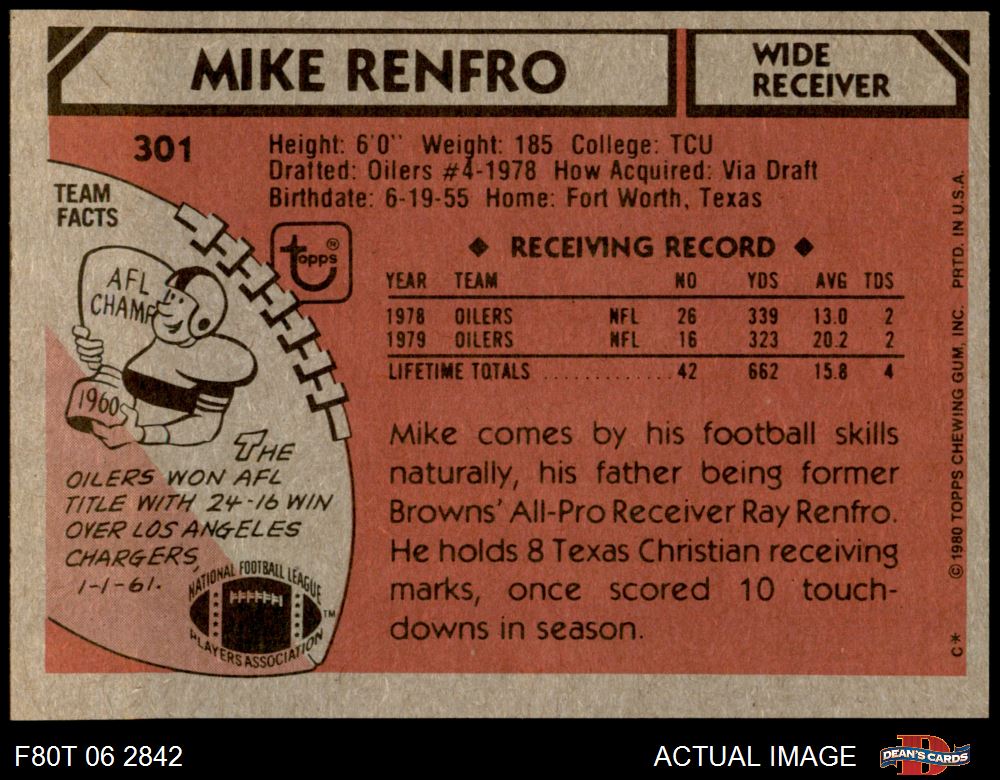 MIKE RENFRO
WIDE
RECEIVER
301
Height: 6'0" Weight: 185 College: TCU
Drafted: Oilers #4-1978 How Acquired: Via Draft
Birthdate: 6-19-55 Home: Fort Worth, Texas
TEAM
FACTS
topps ®
◆ RECEIVING RECORD ◆
YEAR TEAM NO YDS AVG TDS
1978 OILERS NFL 26 339 13.0 2
1979 OILERS NFL 16 323 20.2 2
LIFETIME TOTALS .............. 42 662 15.8 4
AFL
CHAMP
1960
THE
OILERS WON AFL
TITLE WITH 24-16 WIN
OVER LOS ANGELES
CHARGERS,
1-1-61.
NATIONAL FOOTBALL LEAGUE
PLAYERS ASSOCIATION
TM
Mike comes by his football skills
naturally, his father being former
Browns' All-Pro Receiver Ray Renfro.
He holds 8 Texas Christian receiving
marks, once scored 10 touch-
downs in season.
C* © 1980 TOPPS CHEWING GUM, INC. PRTD. IN U.S.A.
F80T 06 2842
ACTUAL IMAGE
DEAN'S CARDS